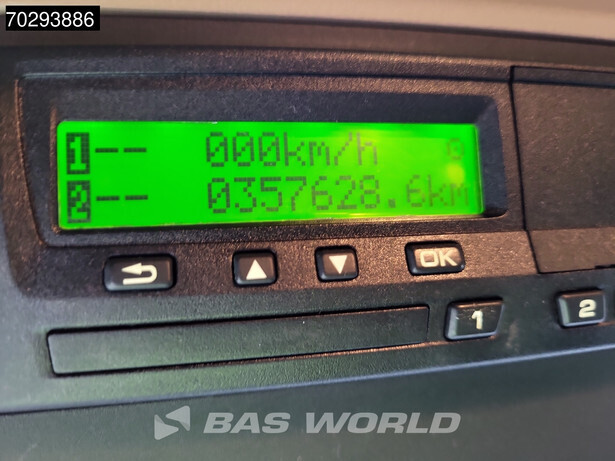 70293886
1-- 000km/h o
2-- 0357628.6km
OK
1
2
BAS WORLD